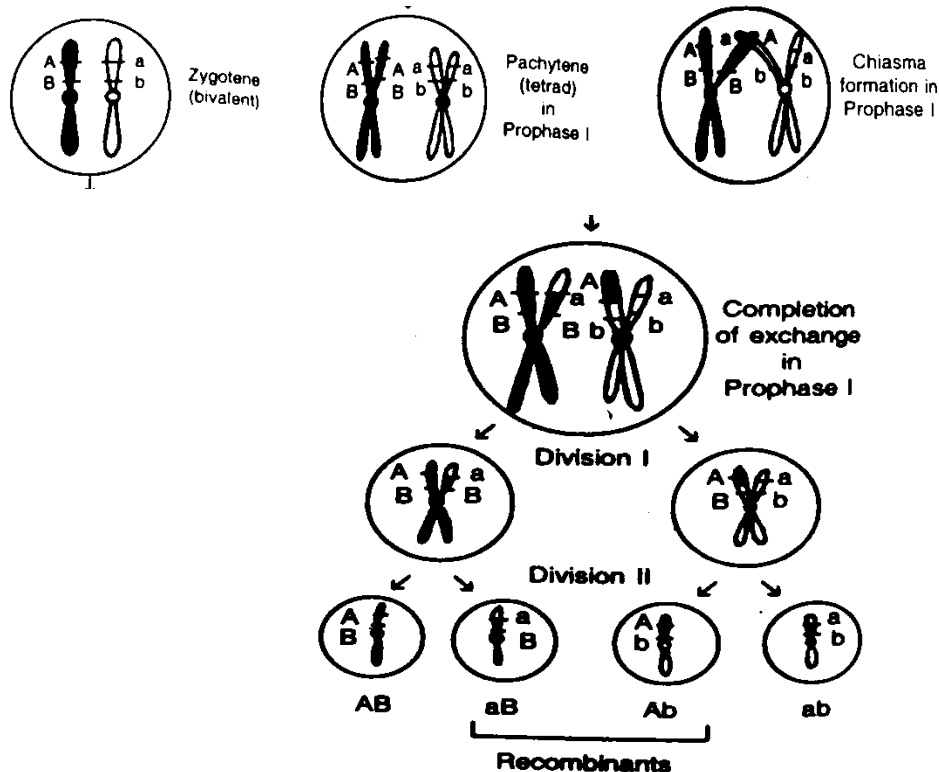 A a
B b
Zygotene
(bivalent)
A A a a
B B b b
Pachytene
(tetrad)
in
Prophase I
A a A a
B B b b
Chiasma
formation in
Prophase I
A a A a
B B b b
Completion
of exchange
in
Prophase I
Division I
A a
B B
A a
B b
Division II
A
B
a
B
A
b
a
b
AB
aB
Ab
ab
Recombinants